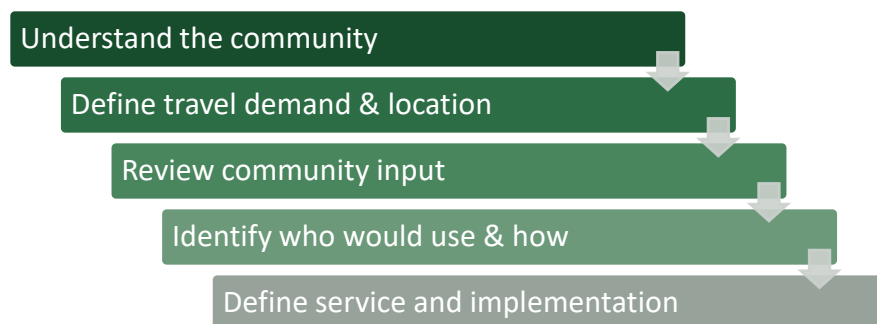 Understand the community
Define travel demand & location
Review community input
Identify who would use & how
Define service and implementation